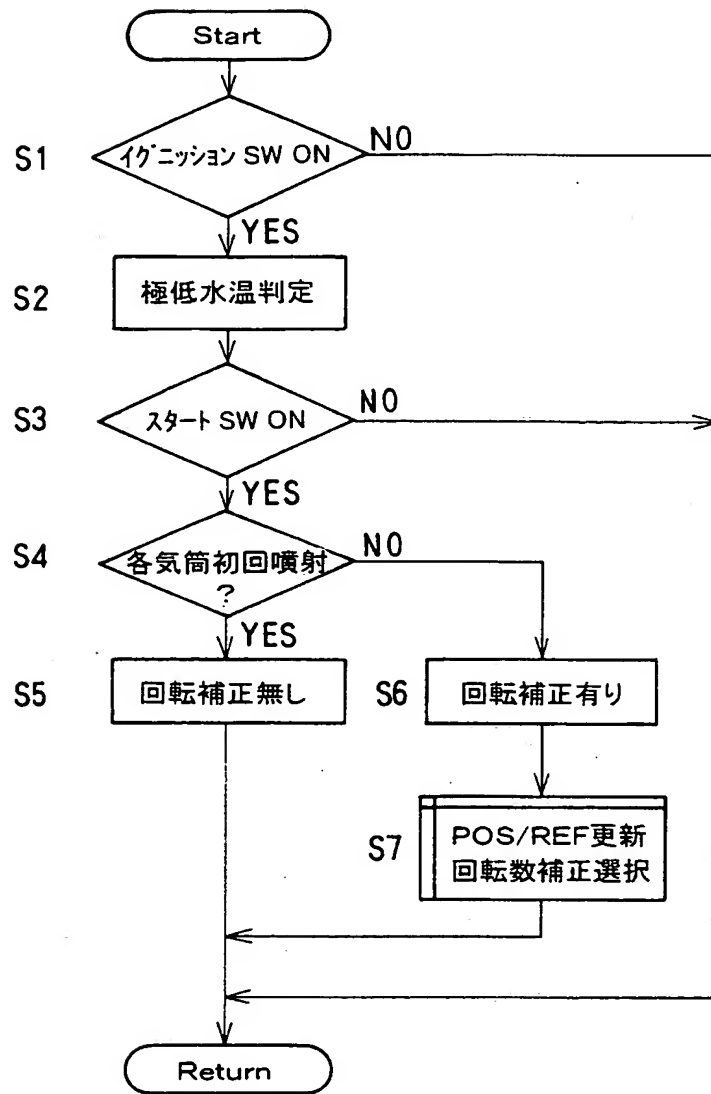 Start
S1
イグニッション SW ON
NO
YES
S2
極低水温判定
S3
スタート SW ON
NO
YES
S4
各気筒初回噴射
?
NO
YES
S5
回転補正無し
S6
回転補正有り
S7
POS/REF更新
回転数補正選択
Return